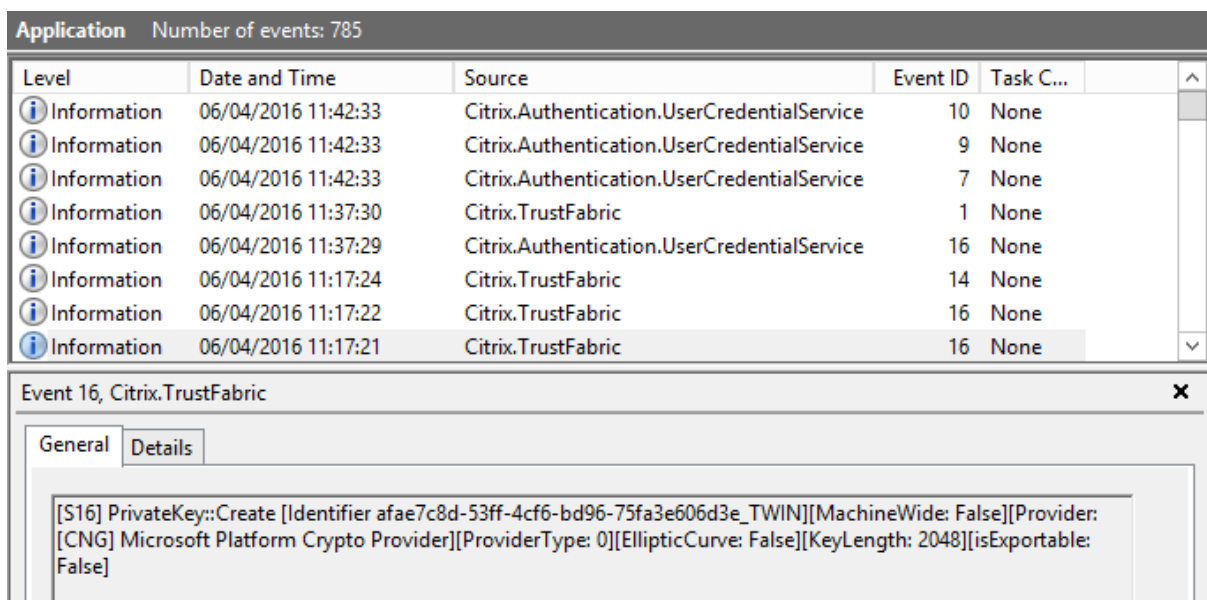 Application Number of events: 785
Level Date and Time Source Event ID Task C...
Information 06/04/2016 11:42:33 Citrix.Authentication.UserCredentialService 10 None
Information 06/04/2016 11:42:33 Citrix.Authentication.UserCredentialService 9 None
Information 06/04/2016 11:42:33 Citrix.Authentication.UserCredentialService 7 None
Information 06/04/2016 11:37:30 Citrix.TrustFabric 1 None
Information 06/04/2016 11:37:29 Citrix.Authentication.UserCredentialService 16 None
Information 06/04/2016 11:17:24 Citrix.TrustFabric 14 None
Information 06/04/2016 11:17:22 Citrix.TrustFabric 16 None
Information 06/04/2016 11:17:21 Citrix.TrustFabric 16 None
Event 16, Citrix.TrustFabric
General Details
[S16] PrivateKey::Create [Identifier afae7c8d-53ff-4cf6-bd96-75fa3e606d3e_TWIN][MachineWide: False][Provider:
[CNG] Microsoft Platform Crypto Provider][ProviderType: 0][EllipticCurve: False][KeyLength: 2048][isExportable:
False]